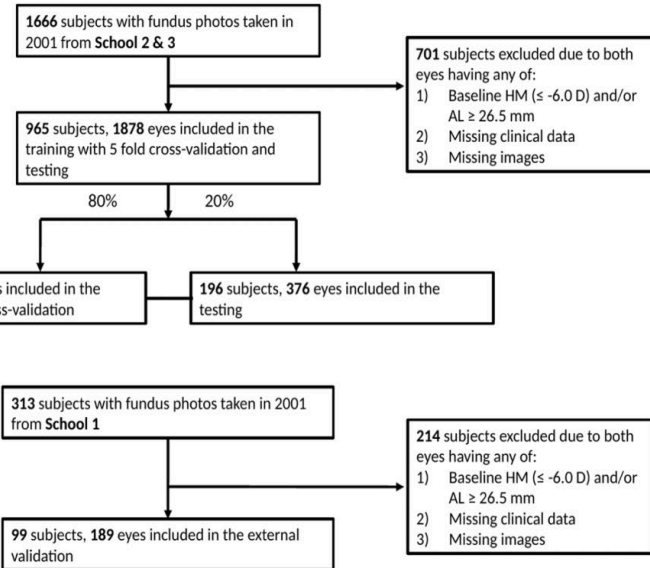 1666 subjects with fundus photos taken in
2001 from School 2 & 3
701 subjects excluded due to both
eyes having any of:
1) Baseline HM (≤ -6.0 D) and/or
AL ≥ 26.5 mm
2) Missing clinical data
3) Missing images
965 subjects, 1878 eyes included in the
training with 5 fold cross-validation and
testing
80% 20%
included in the
s-validation
196 subjects, 376 eyes included in the
testing
313 subjects with fundus photos taken in 2001
from School 1
214 subjects excluded due to both
eyes having any of:
1) Baseline HM (≤ -6.0 D) and/or
AL ≥ 26.5 mm
2) Missing clinical data
3) Missing images
99 subjects, 189 eyes included in the external
validation